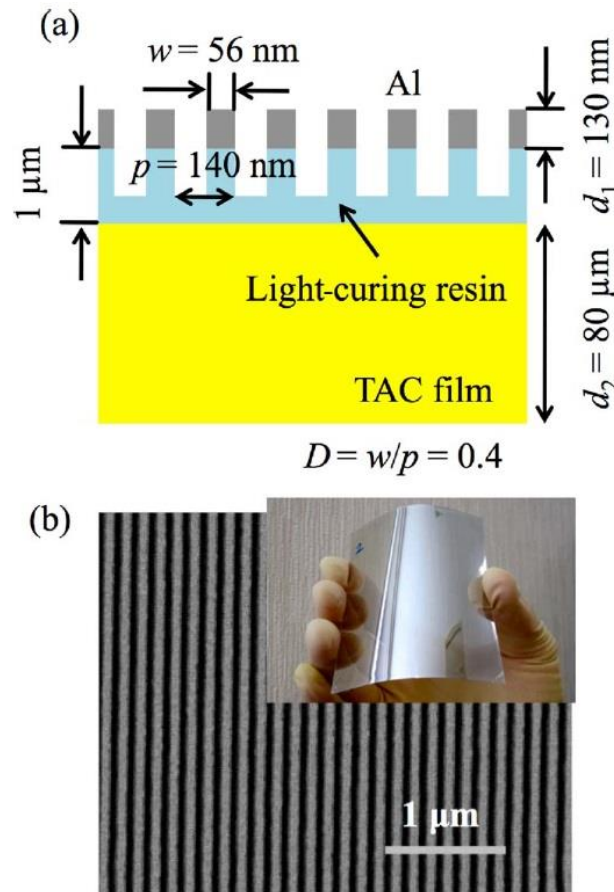 (a)
w = 56 nm
Al
d₁ = 130 nm
1 μm
p = 140 nm
Light-curing resin
d₂ = 80 μm
TAC film
D = w/p = 0.4
(b)
1 μm